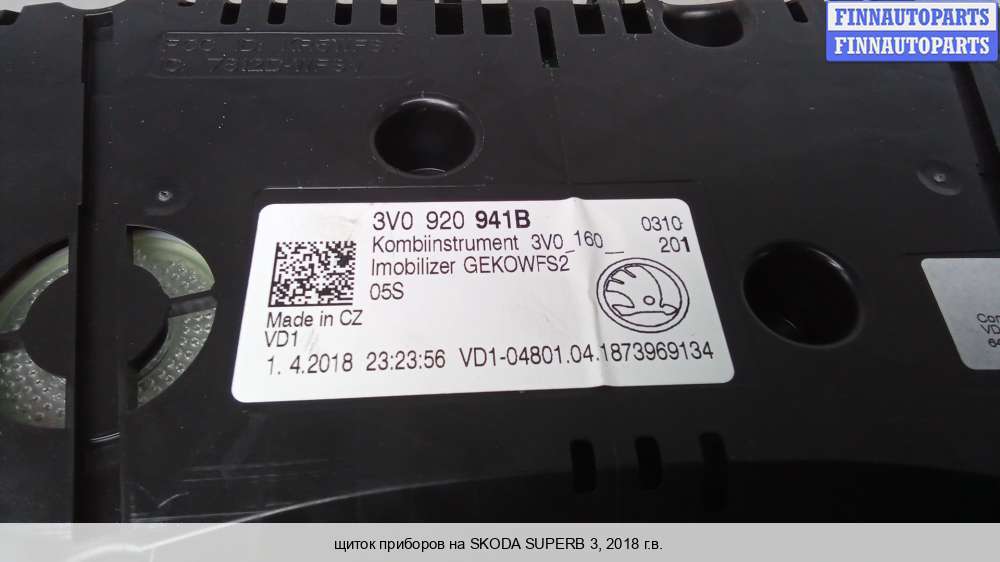 FINNAUTOPARTS
FINNAUTOPARTS
3V0 920 941B
0310
Kombiinstrument 3V0_160__ 201
Imobilizer GEKOWFS2
05S
Made in CZ
VD1
1. 4.2018 23:23:56 VD1-04801.04.1873969134
щиток приборов на SKODA SUPERB 3, 2018 г.в.